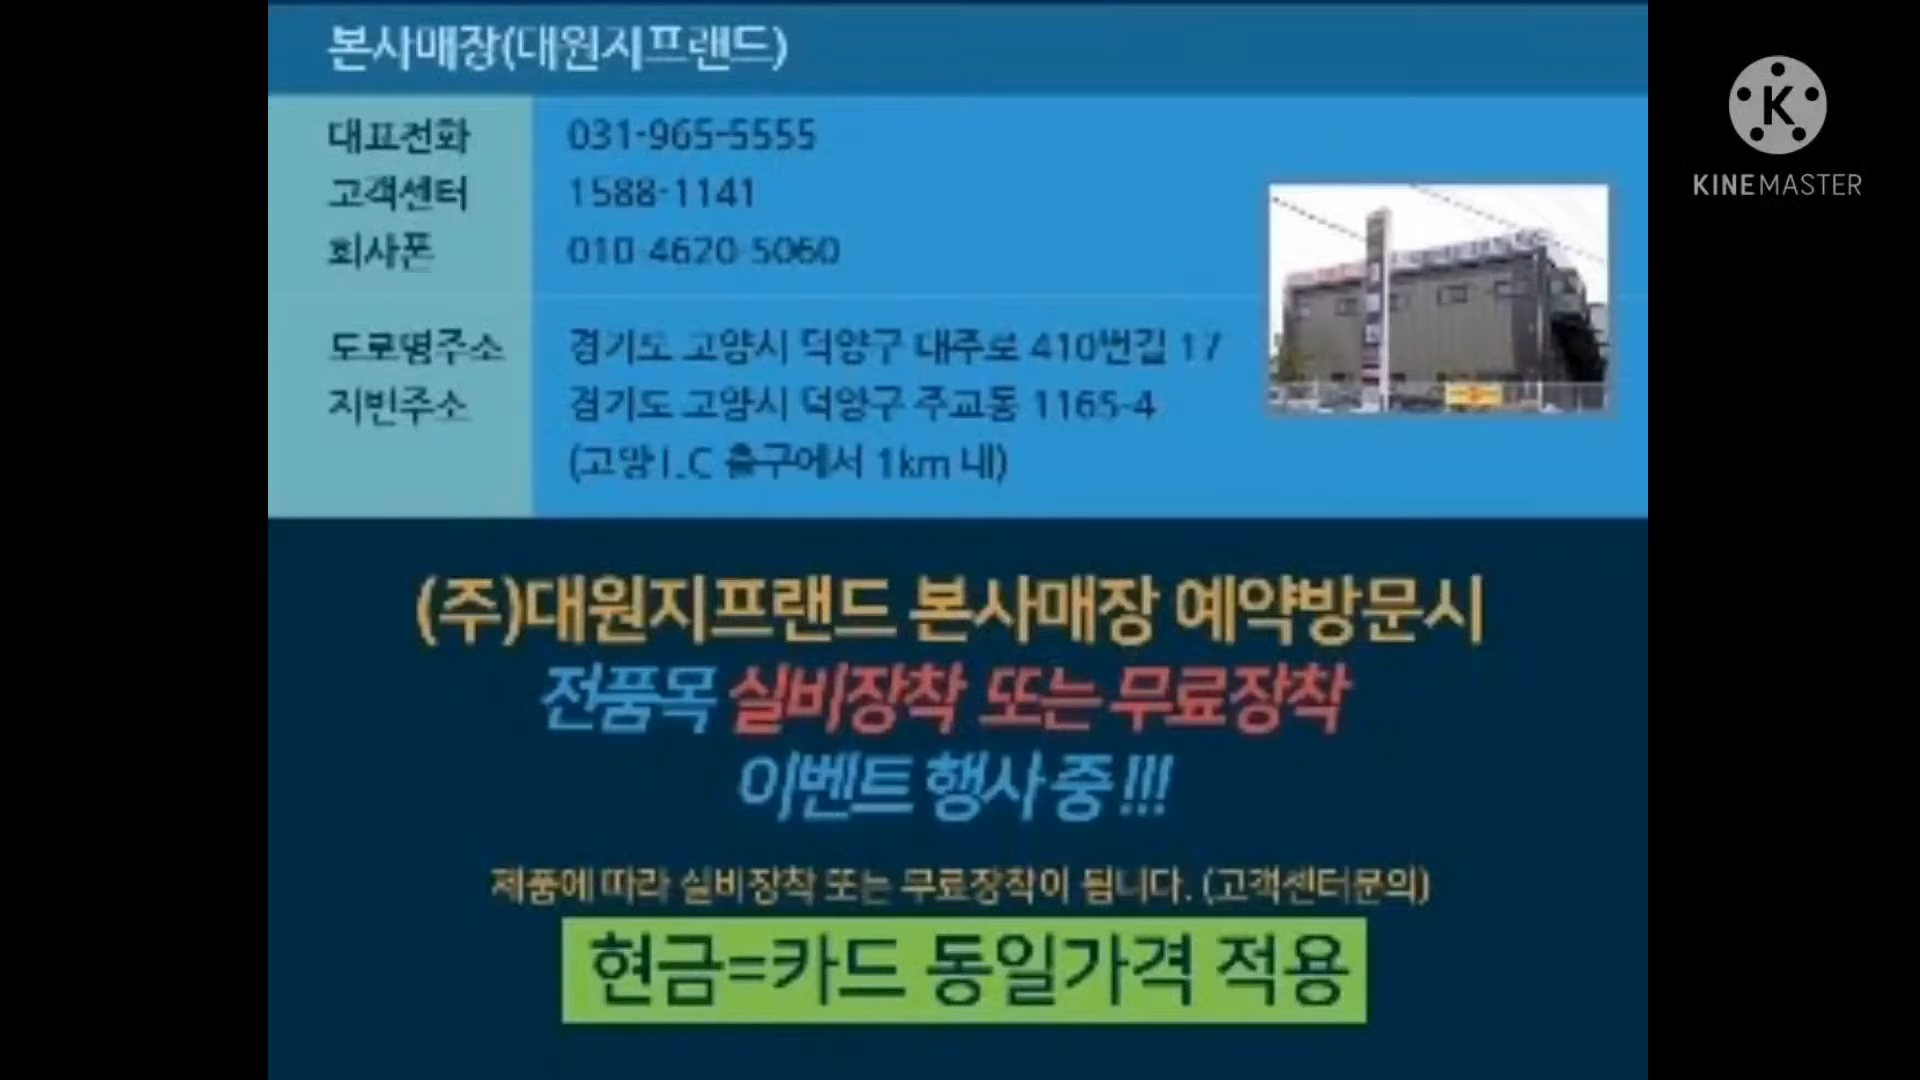 본사매장(대원지프랜드)
대표전화 031-965-5555
고객센터 1588-1141
회사폰 010-4620-5060
도로명주소 경기도 고양시 덕양구 대주로 410번길 17
지번주소 경기도 고양시 덕양구 주교동 1165-4
(고양I.C 출구에서 1km 내)
(주)대원지프랜드 본사매장 예약방문시
전품목 실비장착 또는 무료장착
이벤트 행사 중 !!!
제품에 따라 실비장착 또는 무료장착이 됩니다. (고객센터문의)
현금=카드 동일가격 적용
K
KINEMASTER